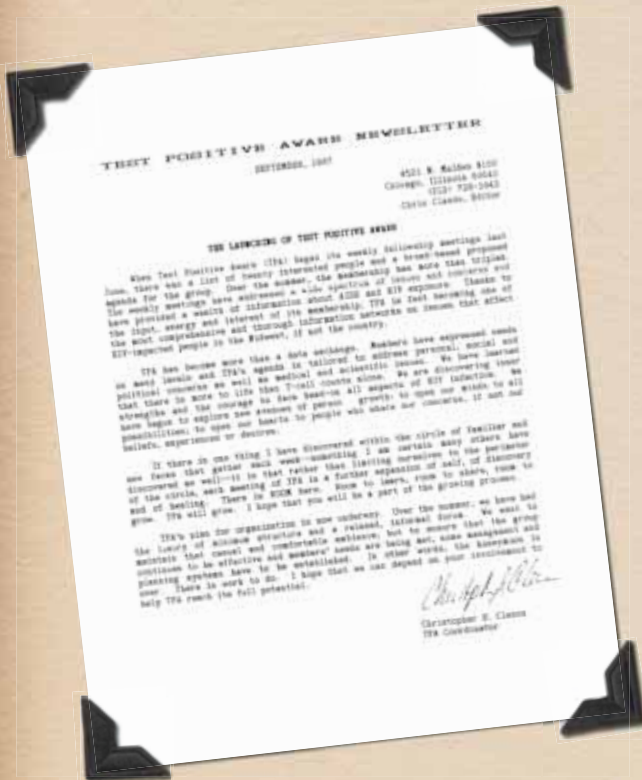 TEST POSITIVE AWARE NEWSLETTER
SEPTEMBER, 1987
Chicago, Illinois
Editor
THE LAUNCHING OF TEST POSITIVE AWARE
When Test Positive Aware (TPA) began its weekly fellowship meetings last
June, there was a list of twenty interested people and a broad-based proposed
agenda for the group. Over the summer, the membership has more than tripled.
The weekly meetings have addressed a wide spectrum of issues and concerns and
have provided a wealth of information about AIDS and HIV exposure. Thanks to
the input, energy and interest of its membership, TPA is fast becoming one of
the most comprehensive and thorough information networks on issues that affect
HIV-impacted people in the Midwest, if not the country.
TPA has become more than a data exchange. Members have expressed needs
on many levels and TPA's agenda is tailored to address personal, social and
political concerns as well as medical and scientific issues. We have learned
that there is more to life than T-cell counts alone. We are discovering inner
strengths and the courage to face head-on all aspects of HIV infection. We
have begun to explore new avenues of person growth: to open our minds to all
possibilities; to open our hearts to people who share our concerns, if not our
beliefs, experiences or desires.
If there is one thing I have discovered within the circle of familiar and
new faces that gather each week--something I am certain many others have
discovered as well--it is that rather than limiting ourselves to the perimeter
of the circle, each meeting of TPA is a further expansion of self, of discovery
and of healing. There is ROOM here. Room to learn, room to share, room to
grow. TPA will grow. I hope that you will be a part of the growing process.
TPA's plan for organization is now underway. Over the summer, we have had
the luxury of minimum structure and a relaxed, informal forum. We want to
maintain that casual and comfortable ambience, but to ensure that the group
continues to be effective and members' needs are being met, some management and
planning systems have to be established. In other words, the honeymoon is
over. There is work to do. I hope that we can depend on your involvement to
help TPA reach its full potential.
Christopher
TPA Coordinator